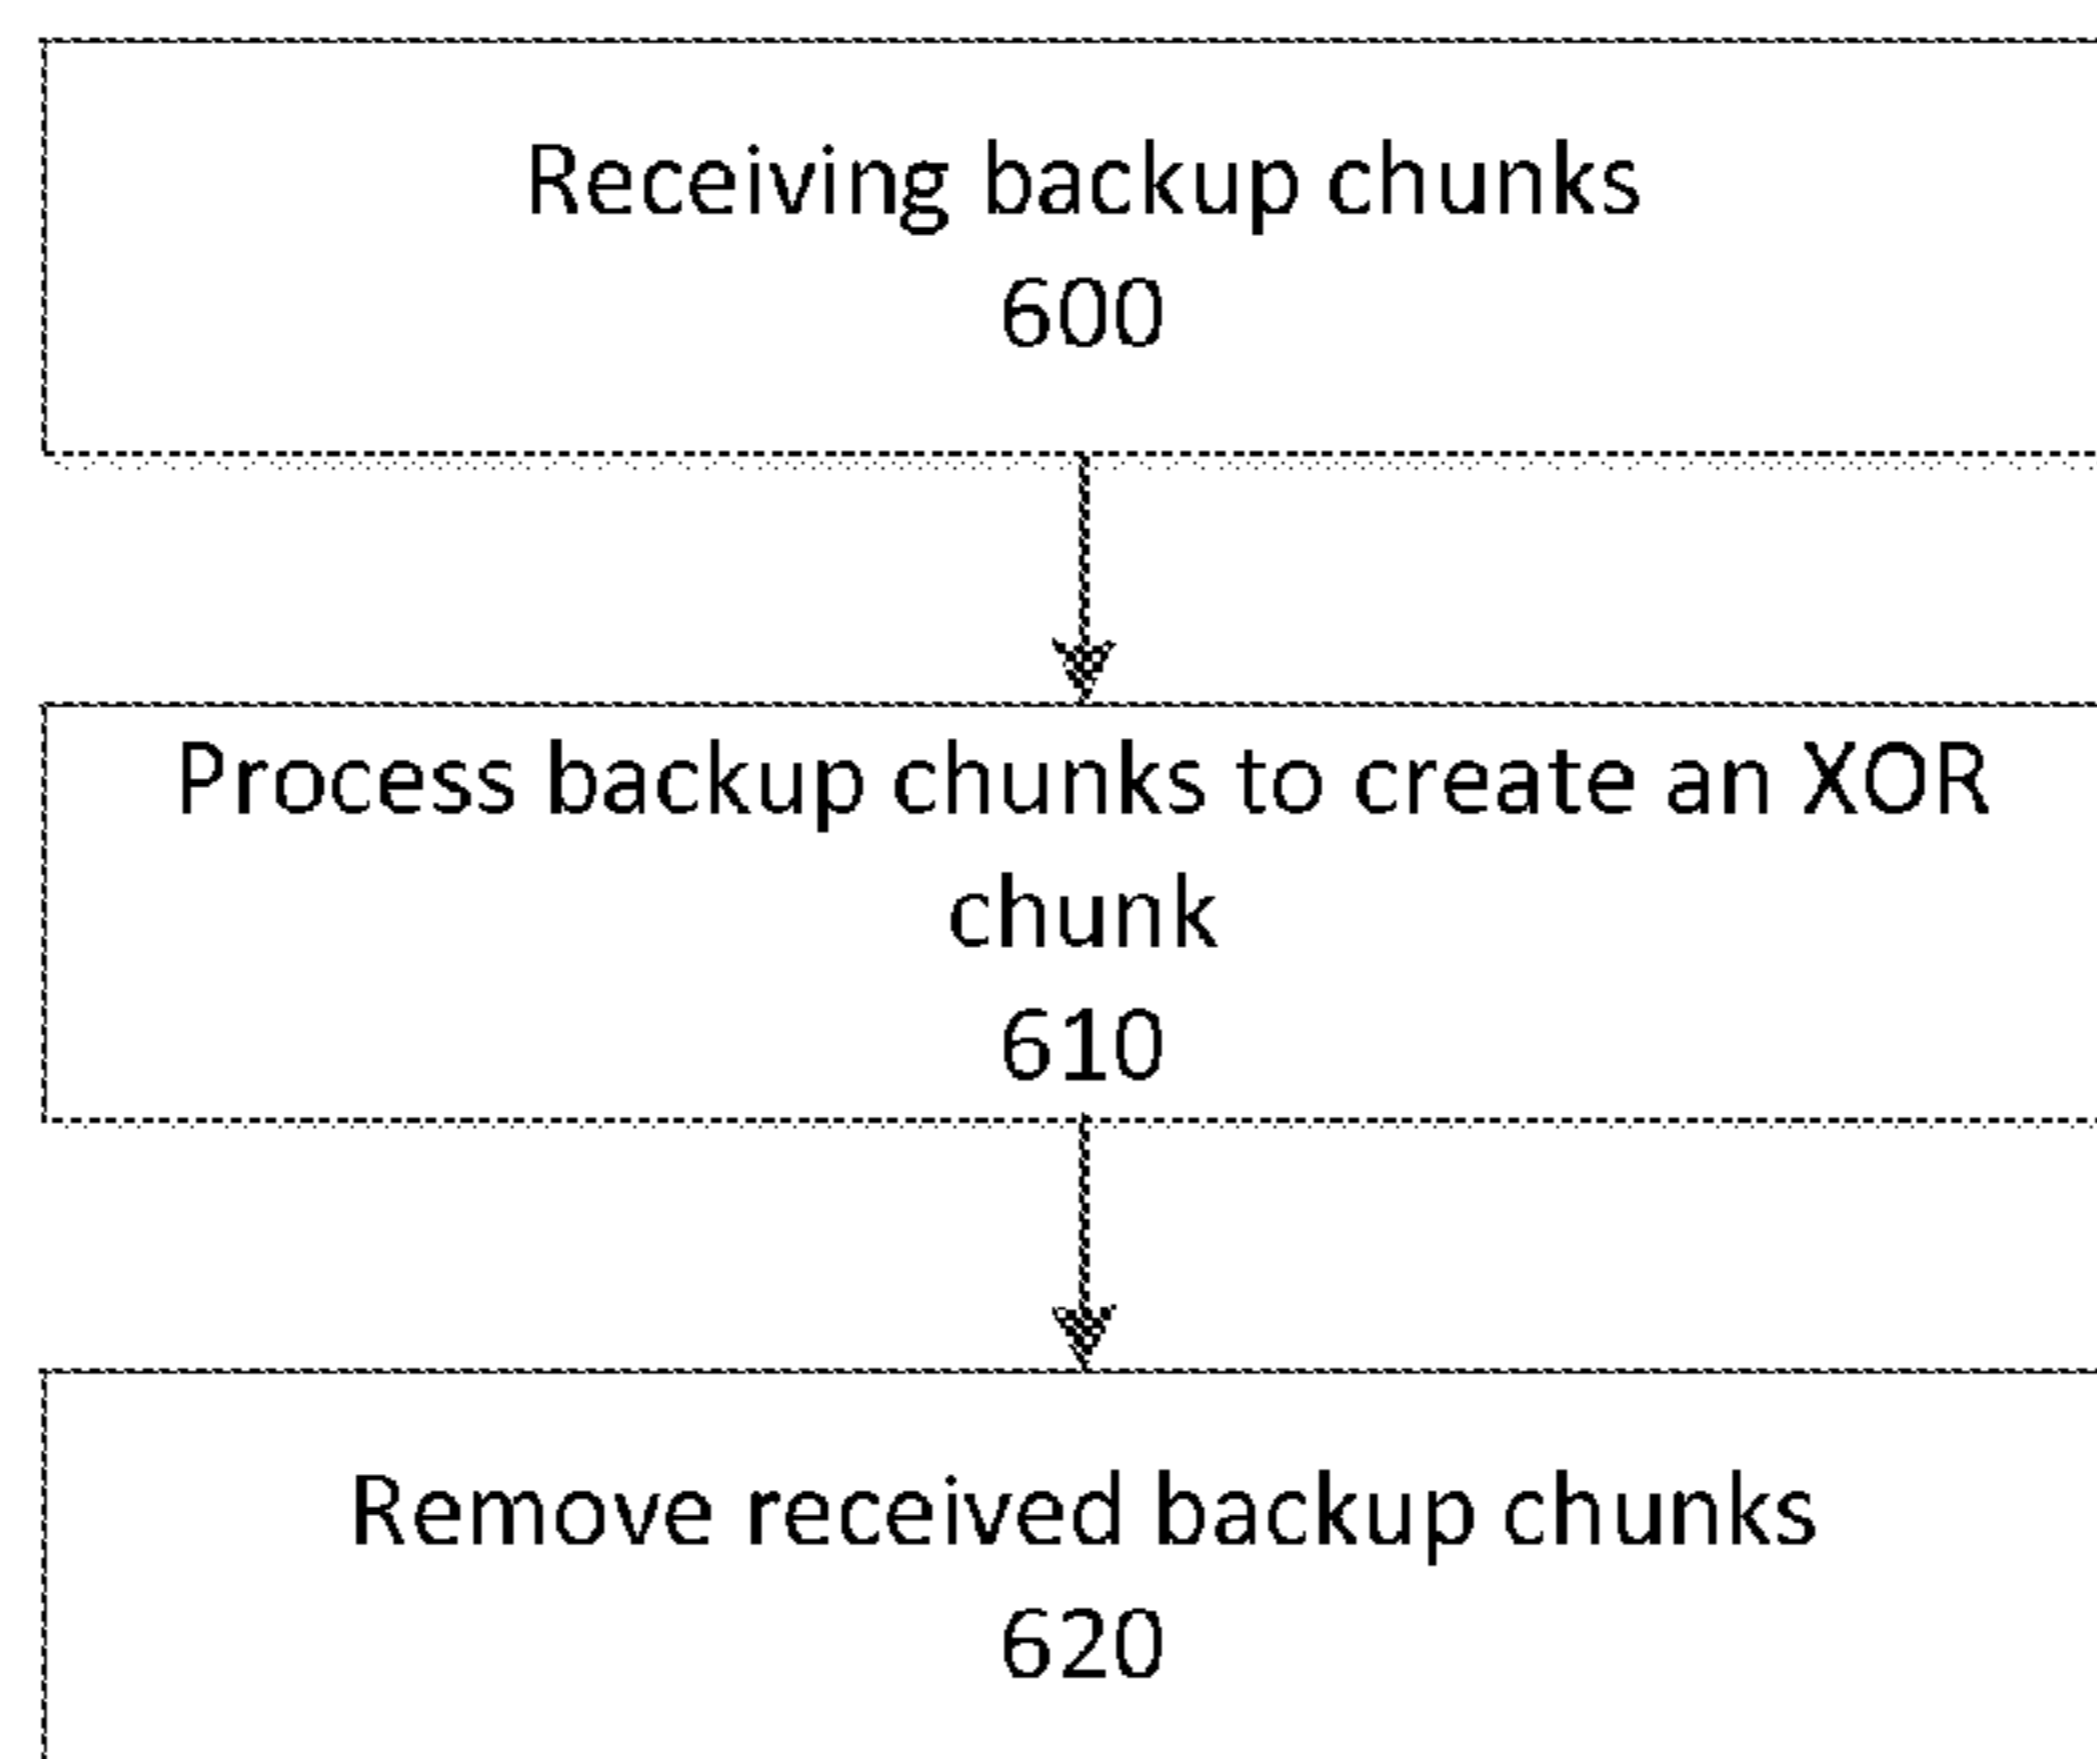 Receiving backup chunks
600
Process backup chunks to create an XOR
chunk
610
Remove received backup chunks
620